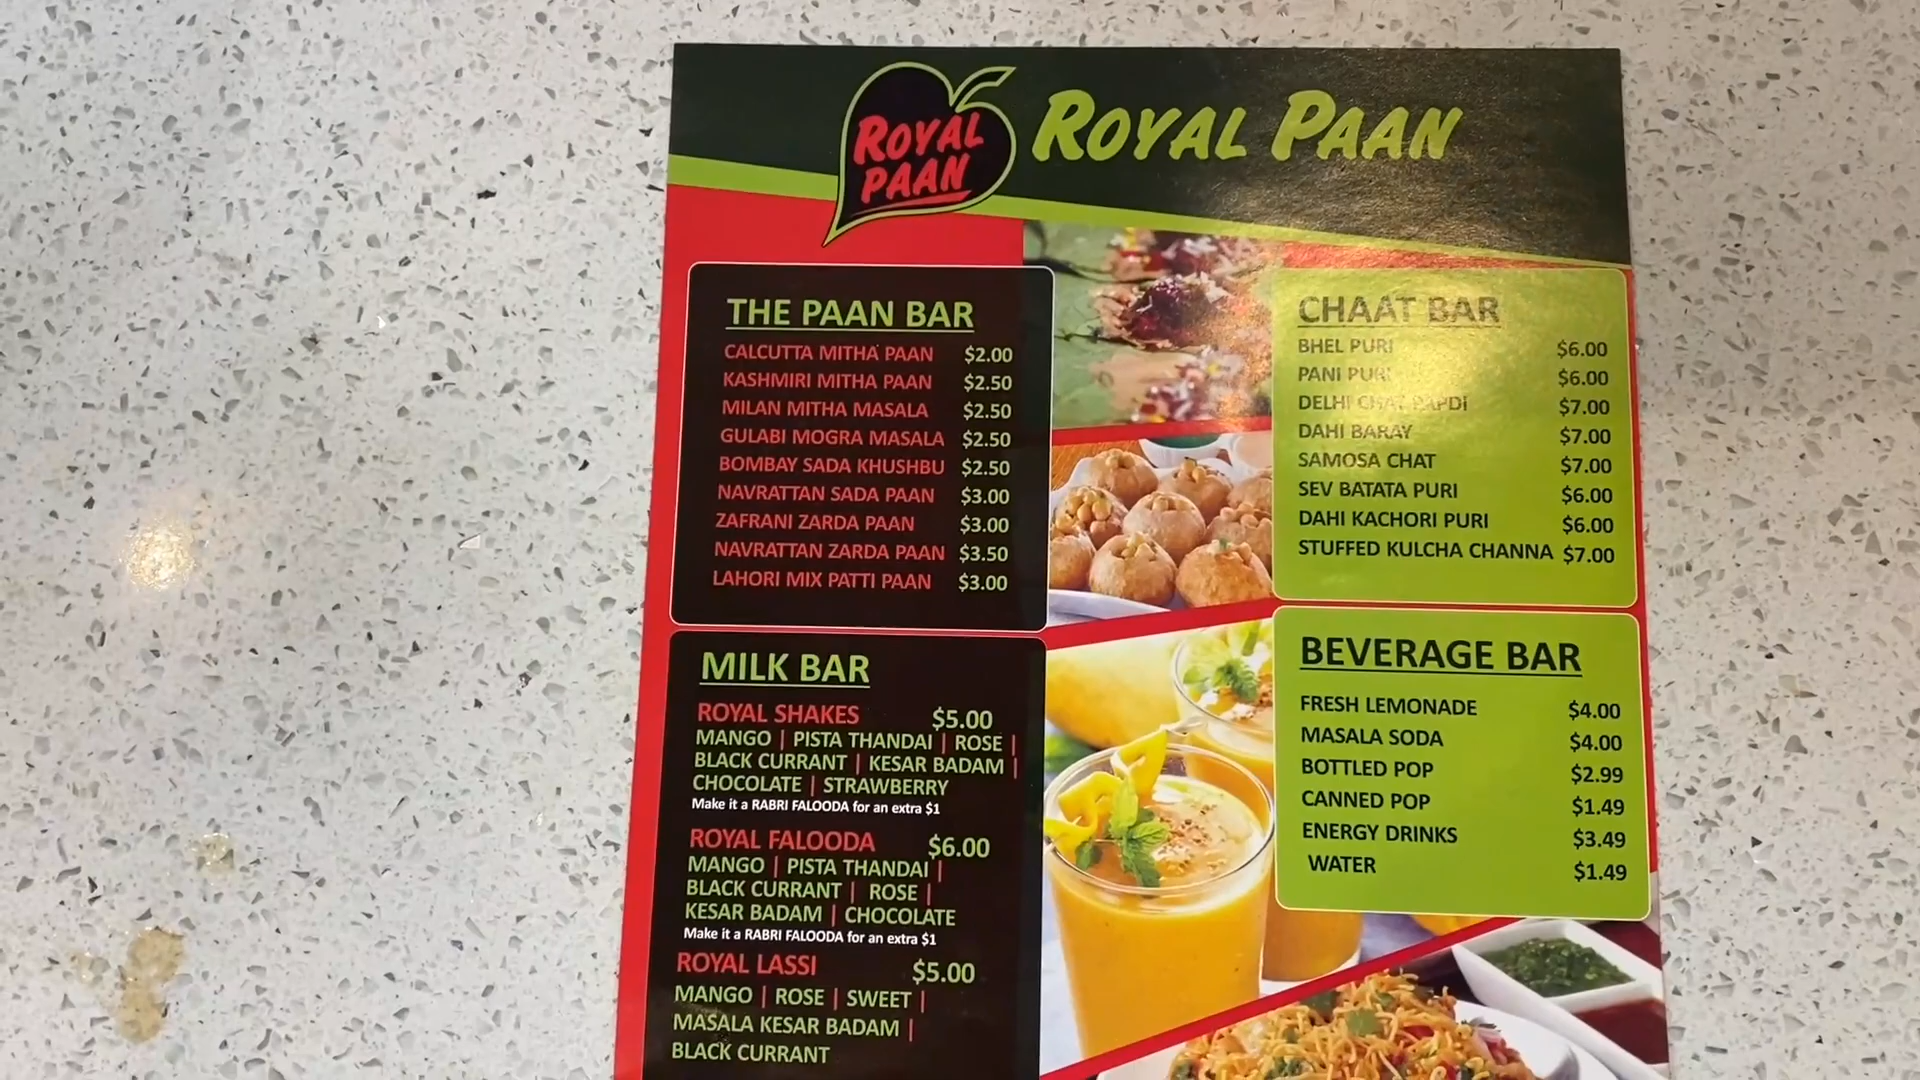 ROYAL
PAAN
ROYAL PAAN
THE PAAN BAR
CALCUTTA MITHA PAAN $2.00
KASHMIRI MITHA PAAN $2.50
MILAN MITHA MASALA $2.50
GULABI MOGRA MASALA $2.50
BOMBAY SADA KHUSHBU $2.50
NAVRATTAN SADA PAAN $3.00
ZAFRANI ZARDA PAAN $3.00
NAVRATTAN ZARDA PAAN $3.50
LAHORI MIX PATTI PAAN $3.00
MILK BAR
ROYAL SHAKES $5.00
MANGO | PISTA THANDAI | ROSE |
BLACK CURRANT | KESAR BADAM |
CHOCOLATE | STRAWBERRY
Make it a RABRI FALOODA for an extra $1
ROYAL FALOODA $6.00
MANGO | PISTA THANDAI |
BLACK CURRANT | ROSE |
KESAR BADAM | CHOCOLATE
Make it a RABRI FALOODA for an extra $1
ROYAL LASSI $5.00
MANGO | ROSE | SWEET |
MASALA KESAR BADAM |
BLACK CURRANT
CHAAT BAR
BHEL PURI $6.00
PANI PURI $6.00
DELHI CHAT PAPDI $7.00
DAHI BARAY $7.00
SAMOSA CHAT $7.00
SEV BATATA PURI $6.00
DAHI KACHORI PURI $6.00
STUFFED KULCHA CHANNA $7.00
BEVERAGE BAR
FRESH LEMONADE $4.00
MASALA SODA $4.00
BOTTLED POP $2.99
CANNED POP $1.49
ENERGY DRINKS $3.49
WATER $1.49